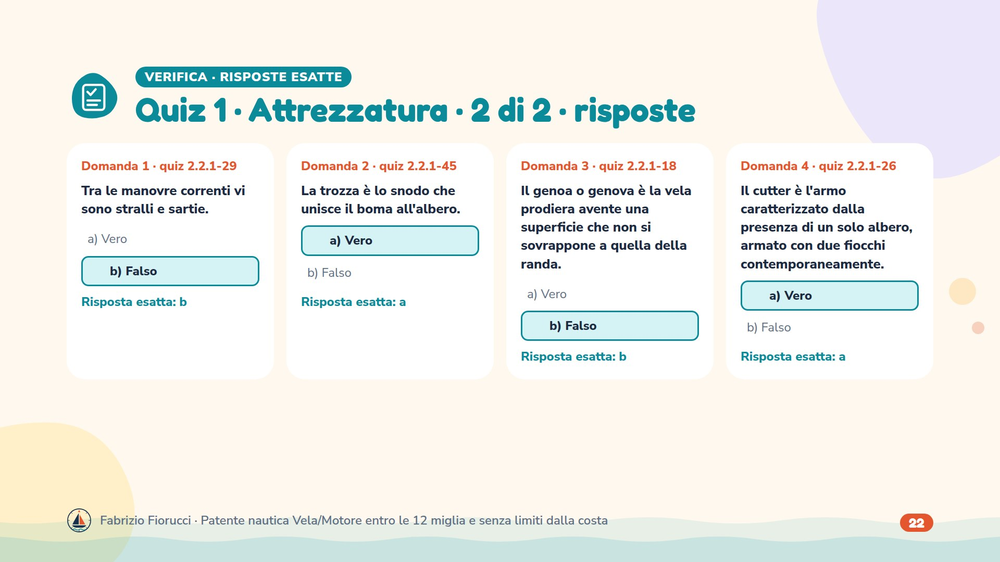 VERIFICA · RISPOSTE ESATTE
Quiz 1 · Attrezzatura · 2 di 2 · risposte
Domanda 1 · quiz 2.2.1-29
Tra le manovre correnti vi
sono stralli e sartie.
a) Vero
b) Falso
Risposta esatta: b
Domanda 2 · quiz 2.2.1-45
La trozza è lo snodo che
unisce il boma all'albero.
a) Vero
b) Falso
Risposta esatta: a
Domanda 3 · quiz 2.2.1-18
Il genoa o genova è la vela
prodiera avente una
superficie che non si
sovrappone a quella della
randa.
a) Vero
b) Falso
Risposta esatta: b
Domanda 4 · quiz 2.2.1-26
Il cutter è l'armo
caratterizzato dalla
presenza di un solo albero,
armato con due fiocchi
contemporaneamente.
a) Vero
b) Falso
Risposta esatta: a
Fabrizio Fiorucci · Patente nautica Vela/Motore entro le 12 miglia e senza limiti dalla costa
22